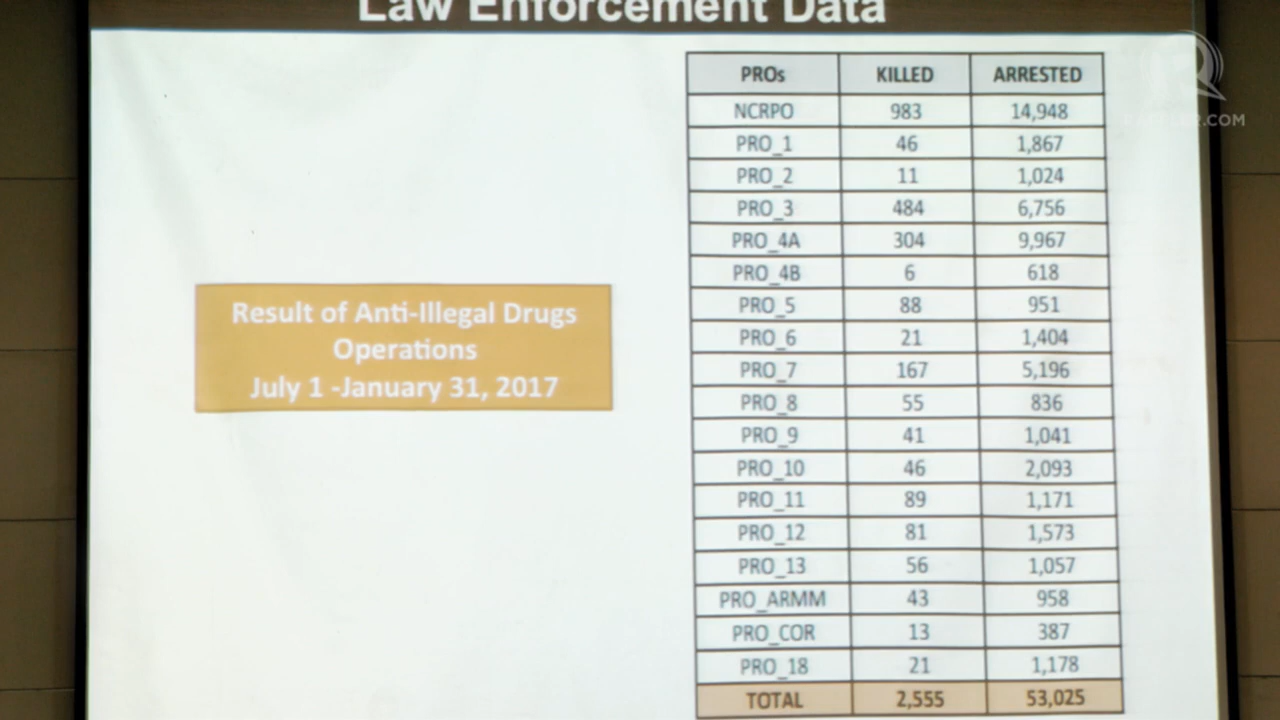 Law Enforcement Data
Result of Anti-Illegal Drugs
Operations
July 1 -January 31, 2017
PROs KILLED ARRESTED
NCRPO 983 14,948
PRO_1 46 1,867
PRO_2 11 1,024
PRO_3 484 6,756
PRO_4A 304 9,967
PRO_4B 6 618
PRO_5 88 951
PRO_6 21 1,404
PRO_7 167 5,196
PRO_8 55 836
PRO_9 41 1,041
PRO_10 46 2,093
PRO_11 89 1,171
PRO_12 81 1,573
PRO_13 56 1,057
PRO_ARMM 43 958
PRO_COR 13 387
PRO_18 21 1,178
TOTAL 2,555 53,025